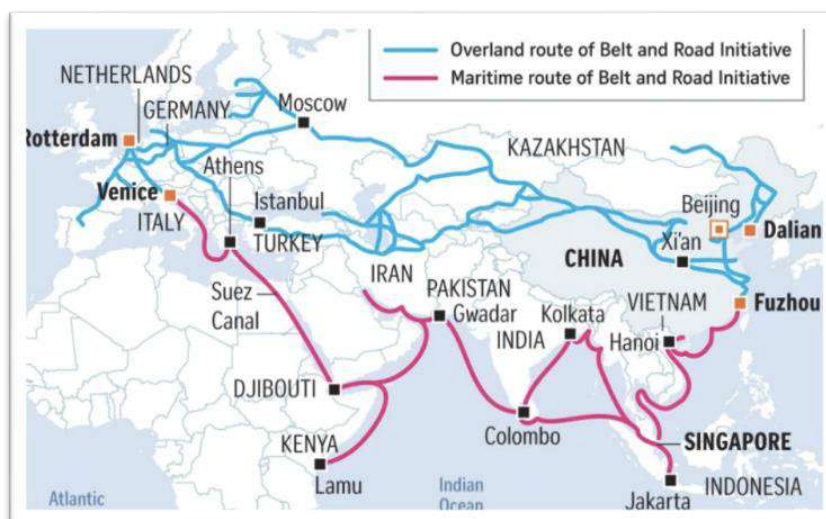 Overland route of Belt and Road Initiative
Maritime route of Belt and Road Initiative
NETHERLANDS
GERMANY
Moscow
Rotterdam
KAZAKHSTAN
Athens
Venice
Istanbul
Beijing
ITALY
TURKEY
Xi'an
Dalian
CHINA
IRAN
Suez
Canal
PAKISTAN
Gwadar
Kolkata
VIETNAM
Fuzhou
INDIA
Hanoi
DJIBOUTI
Colombo
SINGAPORE
KENYA
Lamu
Jakarta
INDONESIA
Atlantic
Indian
Ocean